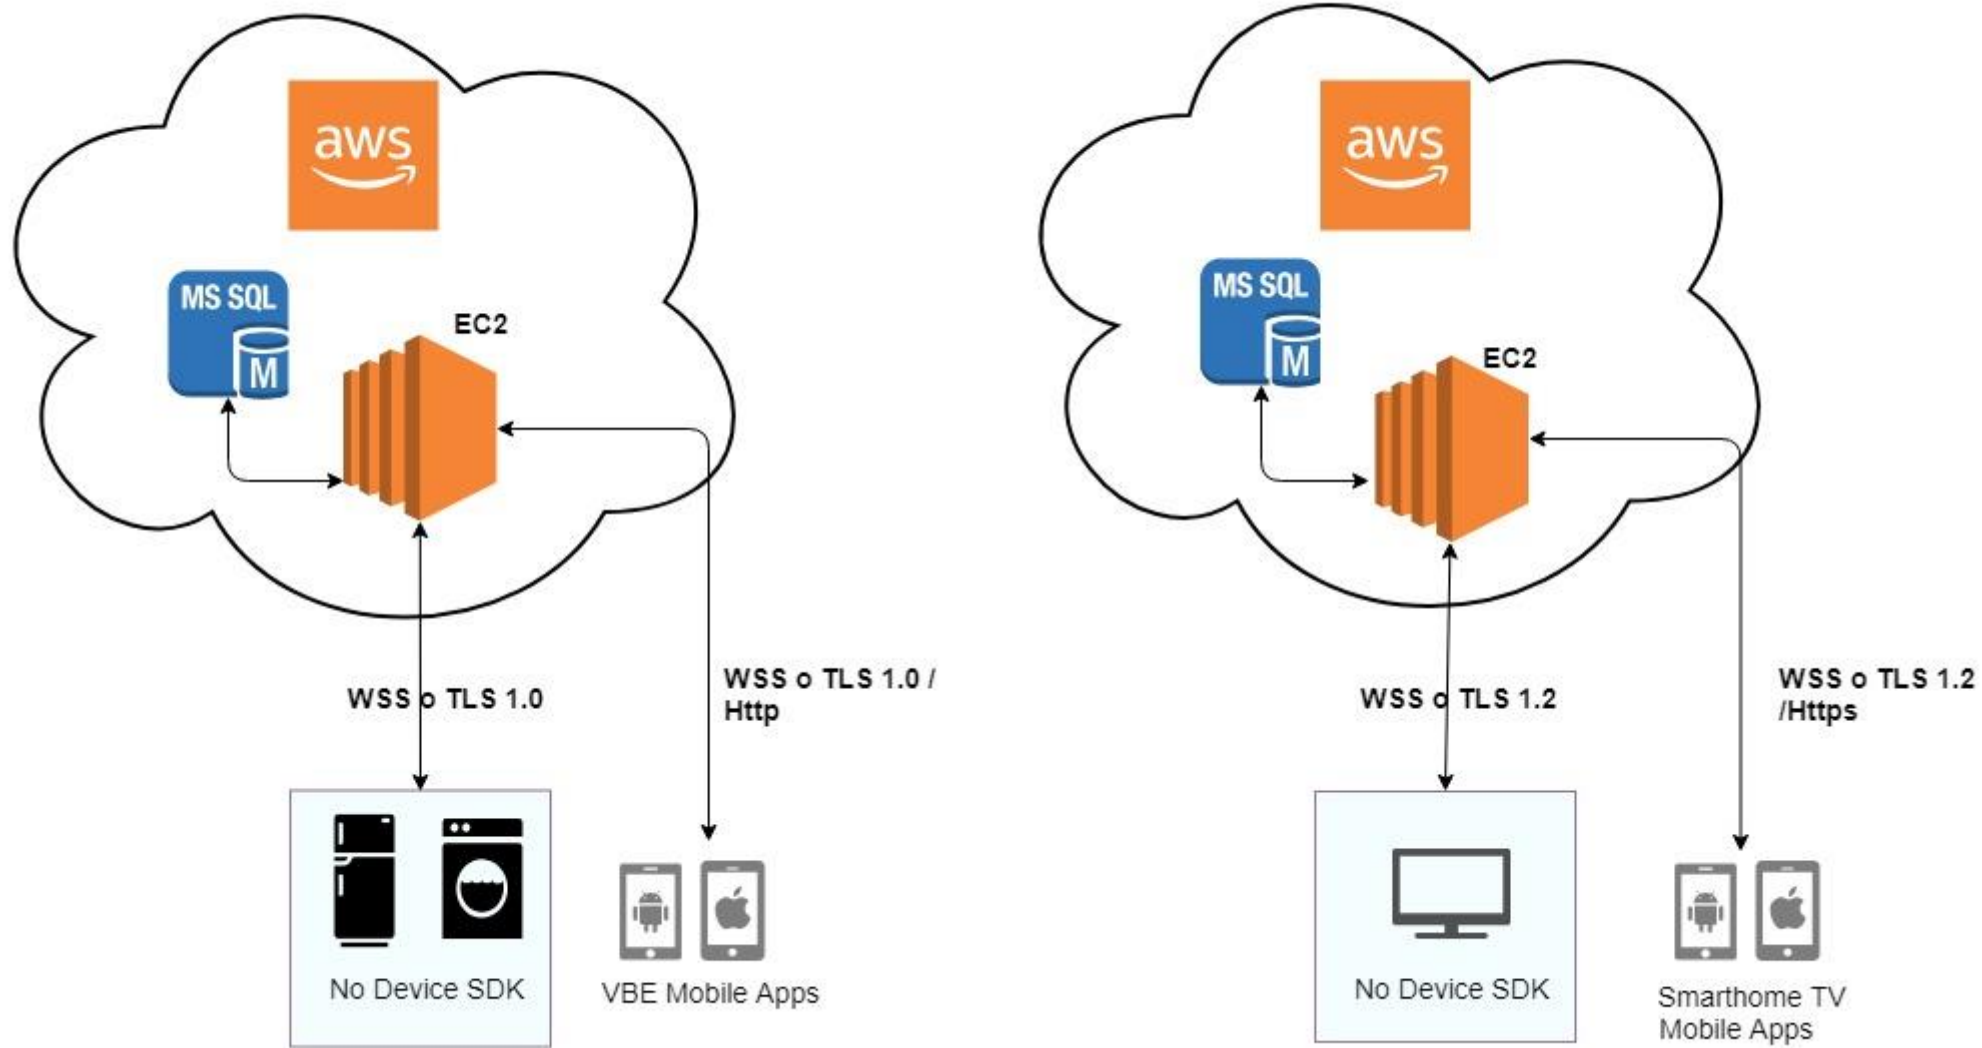 aws
MS SQL
M
EC2
WSS o TLS 1.0
WSS o TLS 1.0 /
Http
No Device SDK
VBE Mobile Apps
aws
MS SQL
M
EC2
WSS o TLS 1.2
WSS o TLS 1.2
/Https
No Device SDK
Smarthome TV
Mobile Apps